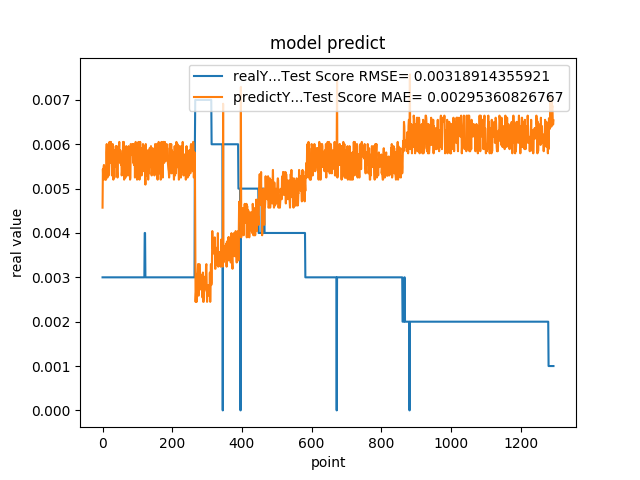 model predict
realY...Test Score RMSE= 0.00318914355921
predictY...Test Score MAE= 0.00295360826767
0.007
0.006
0.005
0.004
0.003
0.002
0.001
0.000
real value
0 200 400 600 800 1000 1200
point